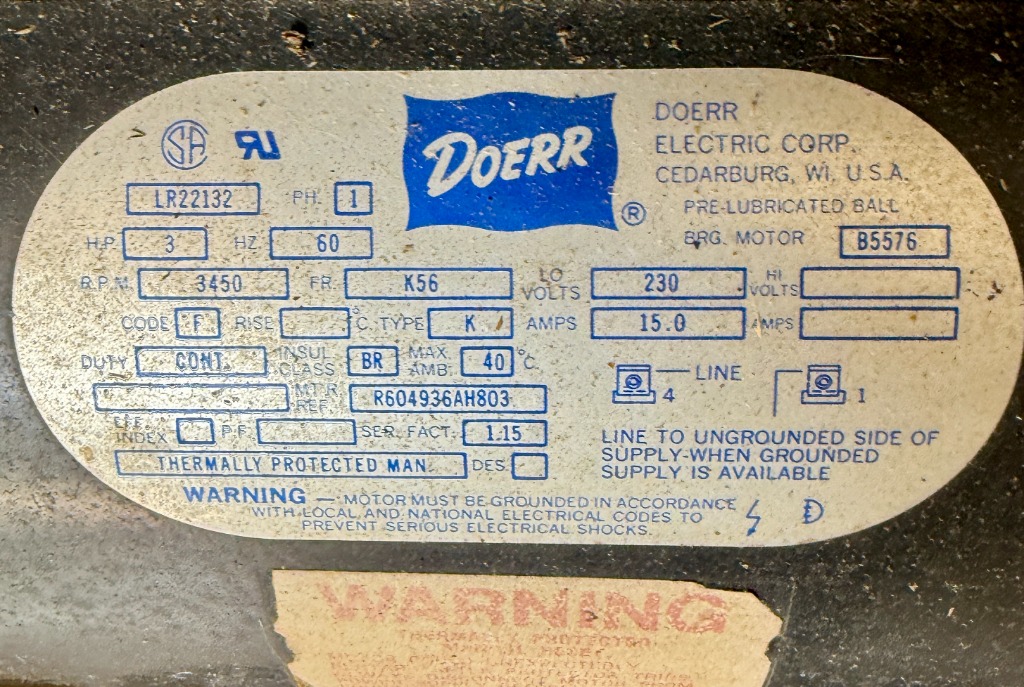 SA RU
DOERR
®
DOERR
ELECTRIC CORP.
CEDARBURG, WI, U.S.A.
PRE-LUBRICATED BALL
BRG. MOTOR B5576
LR22132 PH. 1
H.P. 3 HZ 60
R.P.M. 3450 FR. K56
LO VOLTS 230 HI VOLTS
CODE F RISE °C. TYPE K
AMPS 15.0 AMPS
DUTY CONT. INSUL CLASS BR MAX. AMB. 40 °C.
MT'R REF. R604936AH803
EFF. INDEX P.F. SER. FACT. 1.15
THERMALLY PROTECTED MAN. DES.
LINE
4 1
LINE TO UNGROUNDED SIDE OF
SUPPLY-WHEN GROUNDED
SUPPLY IS AVAILABLE
WARNING — MOTOR MUST BE GROUNDED IN ACCORDANCE
WITH LOCAL AND NATIONAL ELECTRICAL CODES TO
PREVENT SERIOUS ELECTRICAL SHOCKS.
WARNING